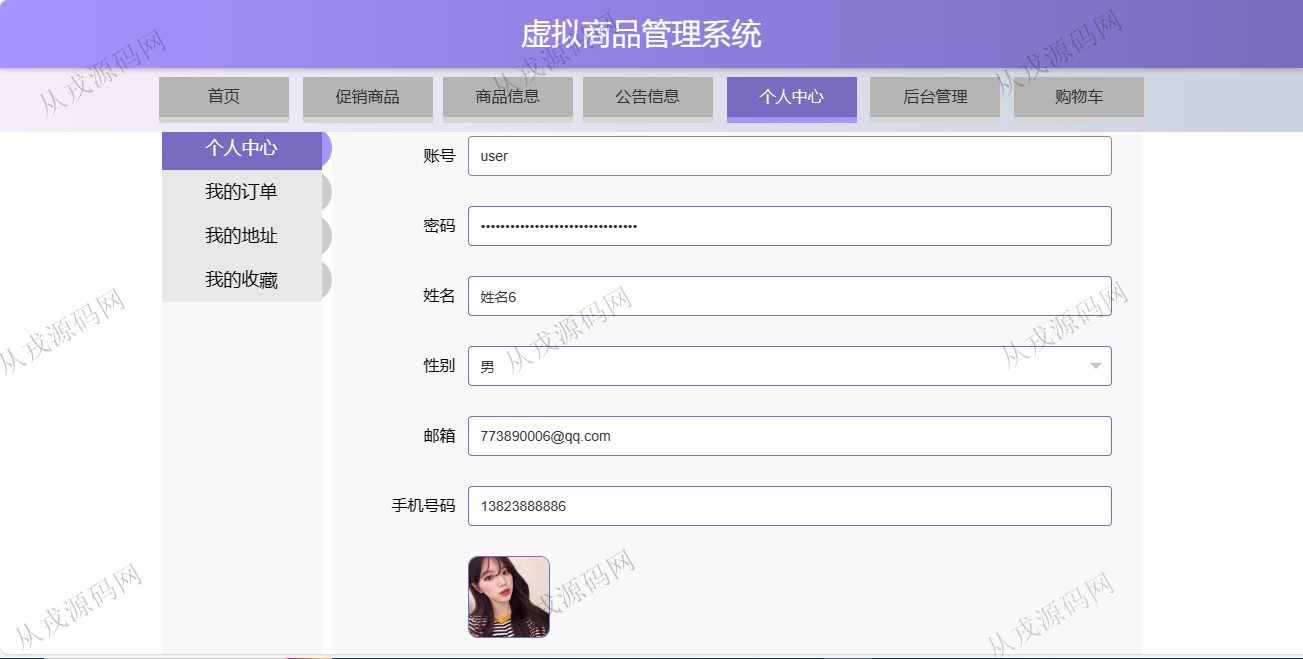 虚拟商品管理系统
首页 促销商品 商品信息 公告信息 个人中心 后台管理 购物车
个人中心
我的订单
我的地址
我的收藏
账号 user
密码 ••••••••••••••••••••••••••••••••
姓名 姓名6
性别 男
邮箱 773890006@qq.com
手机号码 13823888886
从戎源码网
从戎源码网
从戎源码网
从戎源码网
从戎源码网
从戎源码网
从戎源码网
从戎源码网
从戎源码网